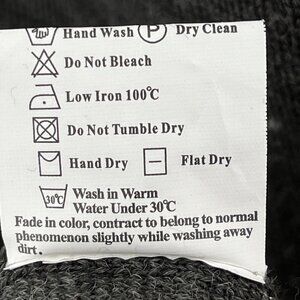 Hand Wash P Dry Clean
Do Not Bleach
Low Iron 100℃
Do Not Tumble Dry
Hand Dry Flat Dry
30℃ Wash in Warm
Water Under 30℃
Fade in color, contract to belong to normal
phenomenon slightly while washing away
dirt.